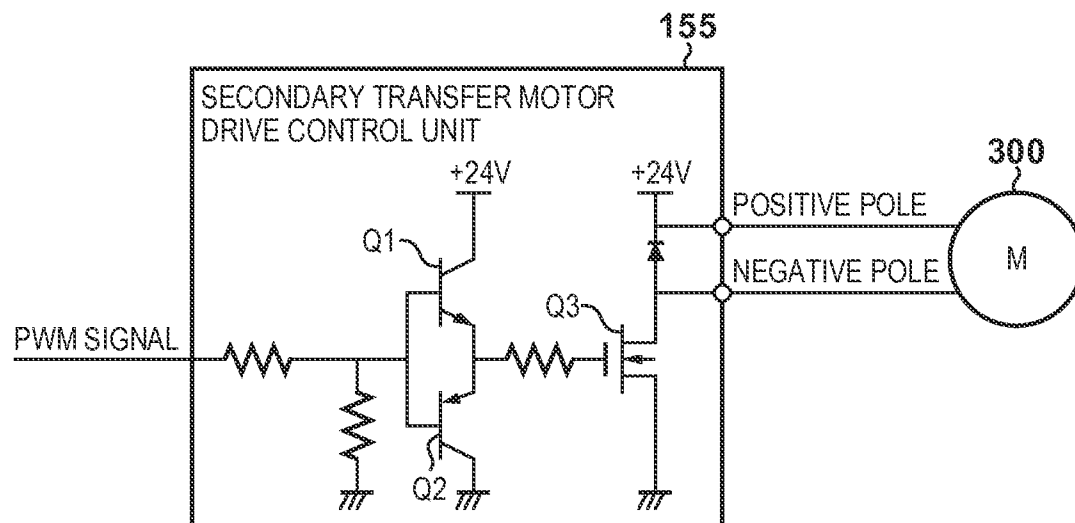 155
SECONDARY TRANSFER MOTOR
DRIVE CONTROL UNIT
+24V
+24V
300
POSITIVE POLE
Q1
M
NEGATIVE POLE
Q3
PWM SIGNAL
Q2